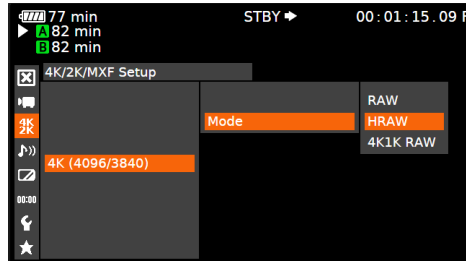 77 min STBY 00:01:15.09 F
A 82 min
B 82 min
4K/2K/MXF Setup
RAW
4K 2K Mode HRAW
4K1K RAW
4K (4096/3840)
00:00